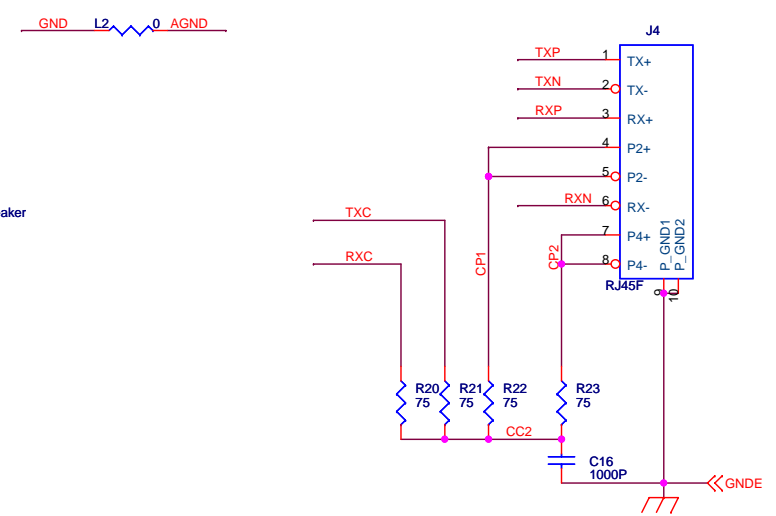 GND L2 0 AGND
J4
TXP 1 TX+
TXN 2 TX-
RXP 3 RX+
4 P2+
5 P2-
RXN 6 RX-
7 P4+
8 P4-
P_GND1
P_GND2
9
10
RJ45F
aker
TXC
RXC
CP1
CP2
R20
75
R21
75
R22
75
R23
75
CC2
C16
1000P
GNDE